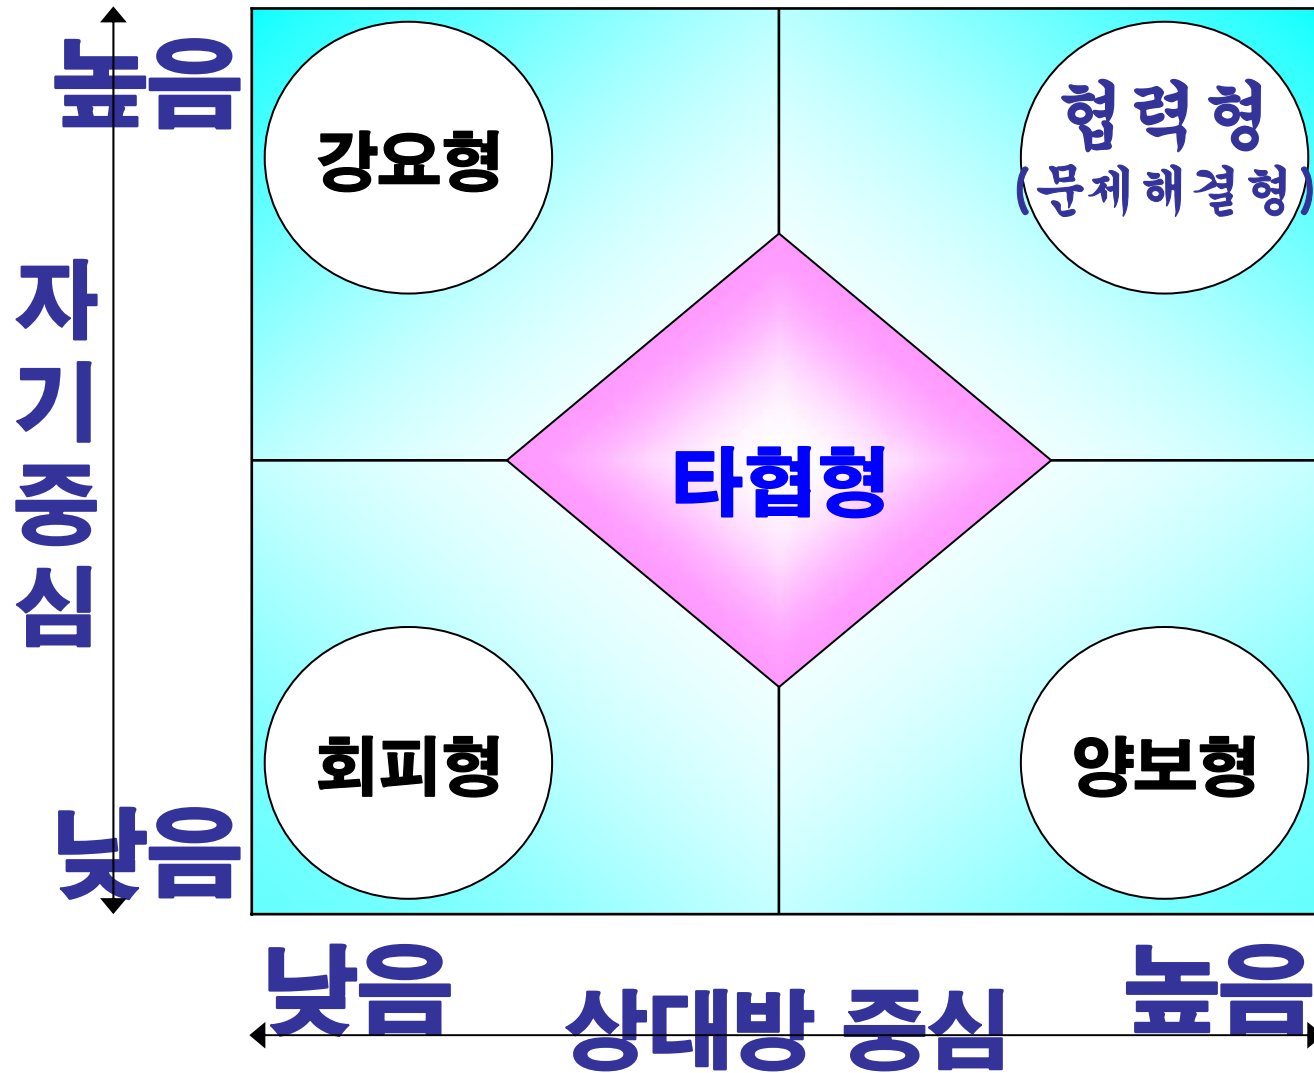 높음
강요형
협력형
(문제해결형)
자기중심
타협형
회피형
양보형
낮음
낮음
상대방 중심
높음